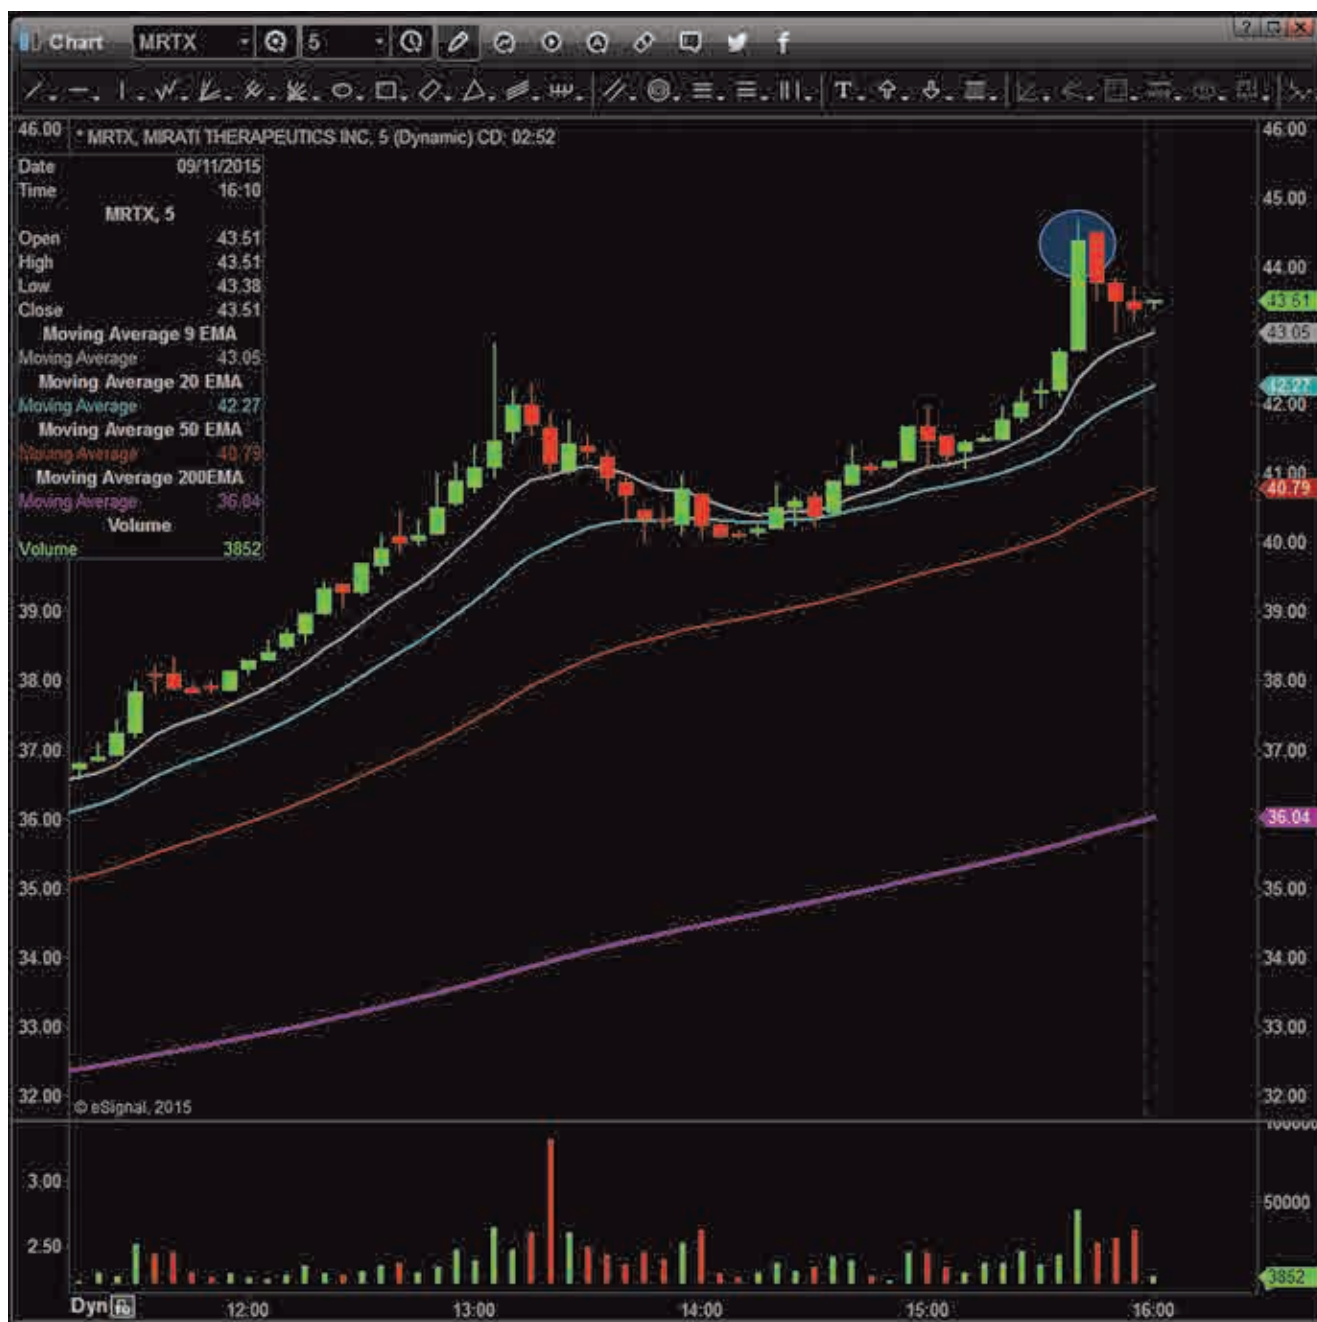 Chart MRTX 5
T
46.00 * MRTX, MIRATI THERAPEUTICS INC, 5 (Dynamic) CD: 02:52 46.00
Date 09/11/2015
Time 16:10
MRTX, 5
Open 43.51
High 43.51
Low 43.38
Close 43.51
Moving Average 9 EMA
Moving Average 43.05
Moving Average 20 EMA
Moving Average 42.27
Moving Average 50 EMA
Moving Average 40.79
Moving Average 200EMA
Moving Average 36.04
Volume
Volume 3852
45.00
44.00
43.51
43.05
42.27
42.00
41.00
40.79
40.00
39.00 39.00
38.00 38.00
37.00 37.00
36.00 36.04
35.00 35.00
34.00 34.00
33.00 33.00
32.00 32.00
© eSignal, 2015
100000
3.00 50000
2.50
3852
Dyn 12:00 13:00 14:00 15:00 16:00